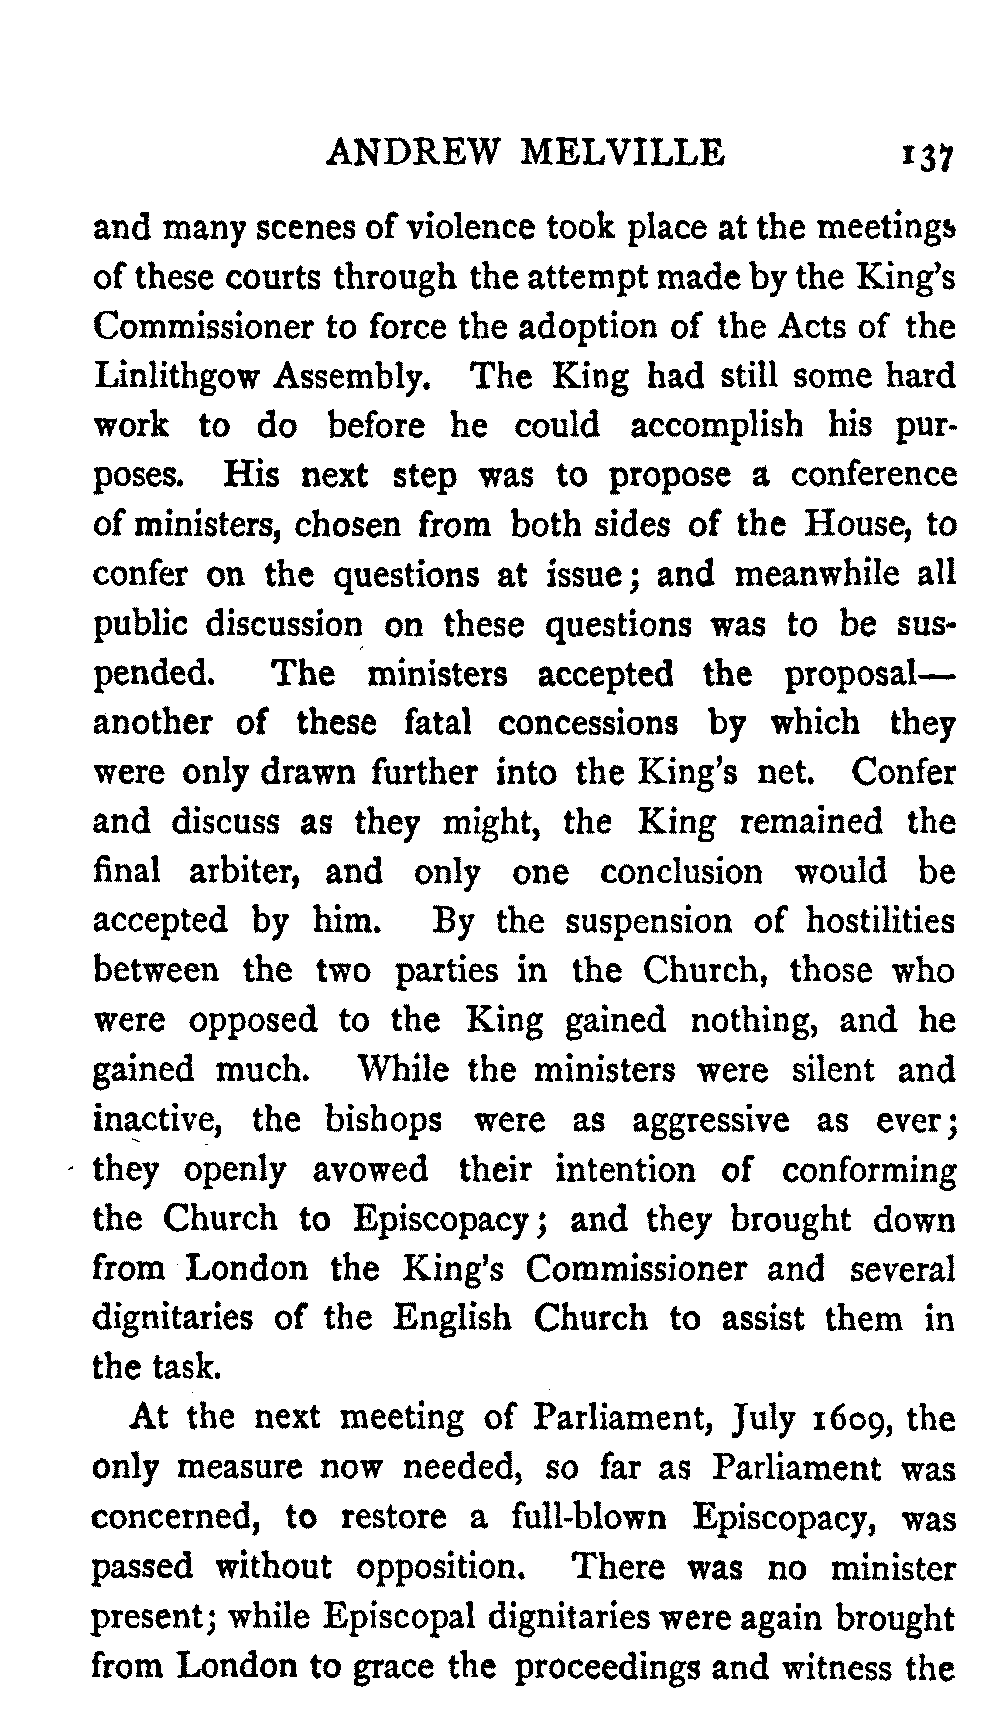 ANDREW MELVILLE 137
and many scenes of violence took place at the meetings
of these courts through the attempt made by the King's
Commissioner to force the adoption of the Acts of the
Linlithgow Assembly. The King had still some hard
work to do before he could accomplish his pur-
poses. His next step was to propose a conference
of ministers, chosen from both sides of the House, to
confer on the questions at issue; and meanwhile all
public discussion on these questions was to be sus-
pended. The ministers accepted the proposal—
another of these fatal concessions by which they
were only drawn further into the King's net. Confer
and discuss as they might, the King remained the
final arbiter, and only one conclusion would be
accepted by him. By the suspension of hostilities
between the two parties in the Church, those who
were opposed to the King gained nothing, and he
gained much. While the ministers were silent and
inactive, the bishops were as aggressive as ever;
they openly avowed their intention of conforming
the Church to Episcopacy; and they brought down
from London the King's Commissioner and several
dignitaries of the English Church to assist them in
the task.
At the next meeting of Parliament, July 1609, the
only measure now needed, so far as Parliament was
concerned, to restore a full-blown Episcopacy, was
passed without opposition. There was no minister
present; while Episcopal dignitaries were again brought
from London to grace the proceedings and witness the